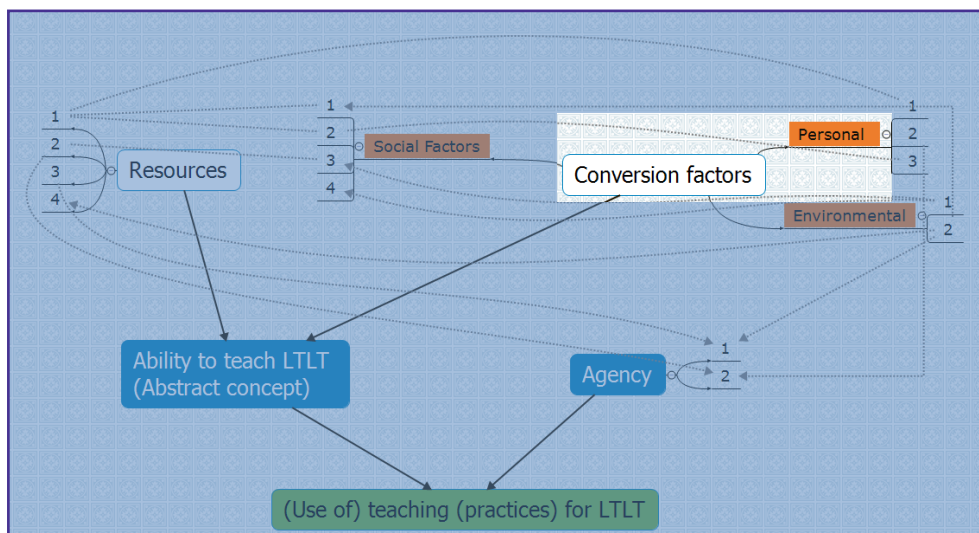 1
2
3
4
Resources
1
2
3
4
Social Factors
Conversion factors
Personal
1
2
3
Environmental
1
2
Ability to teach LTLT
(Abstract concept)
Agency
1
2
(Use of) teaching (practices) for LTLT